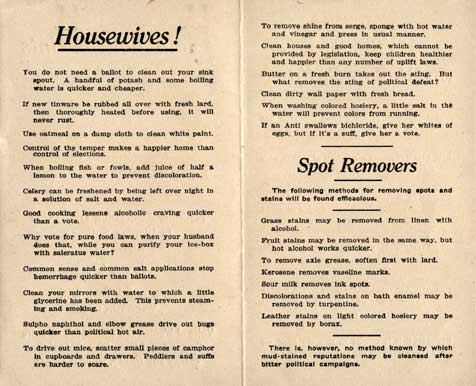 Housewives!
You do not need a ballot to clean out your sink
spout. A handful of potash and some boiling
water is quicker and cheaper.
If new tinware be rubbed all over with fresh lard,
then thoroughly heated before using, it will
never rust.
Use oatmeal on a damp cloth to clean white paint.
Control of the temper makes a happier home than
control of elections.
When boiling fish or fowls, add juice of half a
lemon to the water to prevent discoloration.
Celery can be freshened by being left over night in
a solution of salt and water.
Good cooking lessens alcoholic craving quicker
than a vote.
Why vote for pure food laws, when your husband
does that, while you can purify your ice-box
with saleratus water?
Common sense and common salt applications stop
hemorrhage quicker than ballots.
Clean your mirrors with water to which a little
glycerine has been added. This prevents steam-
ing and smoking.
Sulpho naphthol and elbow grease drive out bugs
quicker than political hot air.
To drive out mice, scatter small pieces of camphor
in cupboards and drawers. Peddlers and suffs
are harder to scare.
To remove shine from serge, sponge with hot water
and vinegar and press in usual manner.
Clean houses and good homes, which cannot be
provided by legislation, keep children healthier
and happier than any number of uplift laws.
Butter on a fresh burn takes out the sting. But
what removes the sting of political defeat?
Clean dirty wall paper with fresh bread.
When washing colored hosiery, a little salt in the
water will prevent colors from running.
If an Anti swallows bichloride, give her whites of
eggs, but if it's a suff, give her a vote.
Spot Removers
The following methods for removing spots and
stains will be found efficacious.
Grass stains may be removed from linen with
alcohol.
Fruit stains may be removed in the same way, but
hot alcohol works quicker.
To remove axle grease, soften first with lard.
Kerosene removes vaseline marks.
Sour milk removes ink spots.
Discolorations and stains on bath enamel may be
removed by turpentine.
Leather stains on light colored hosiery may be
removed by borax.
There is, however, no method known by which
mud-stained reputations may be cleansed after
bitter political campaigns.